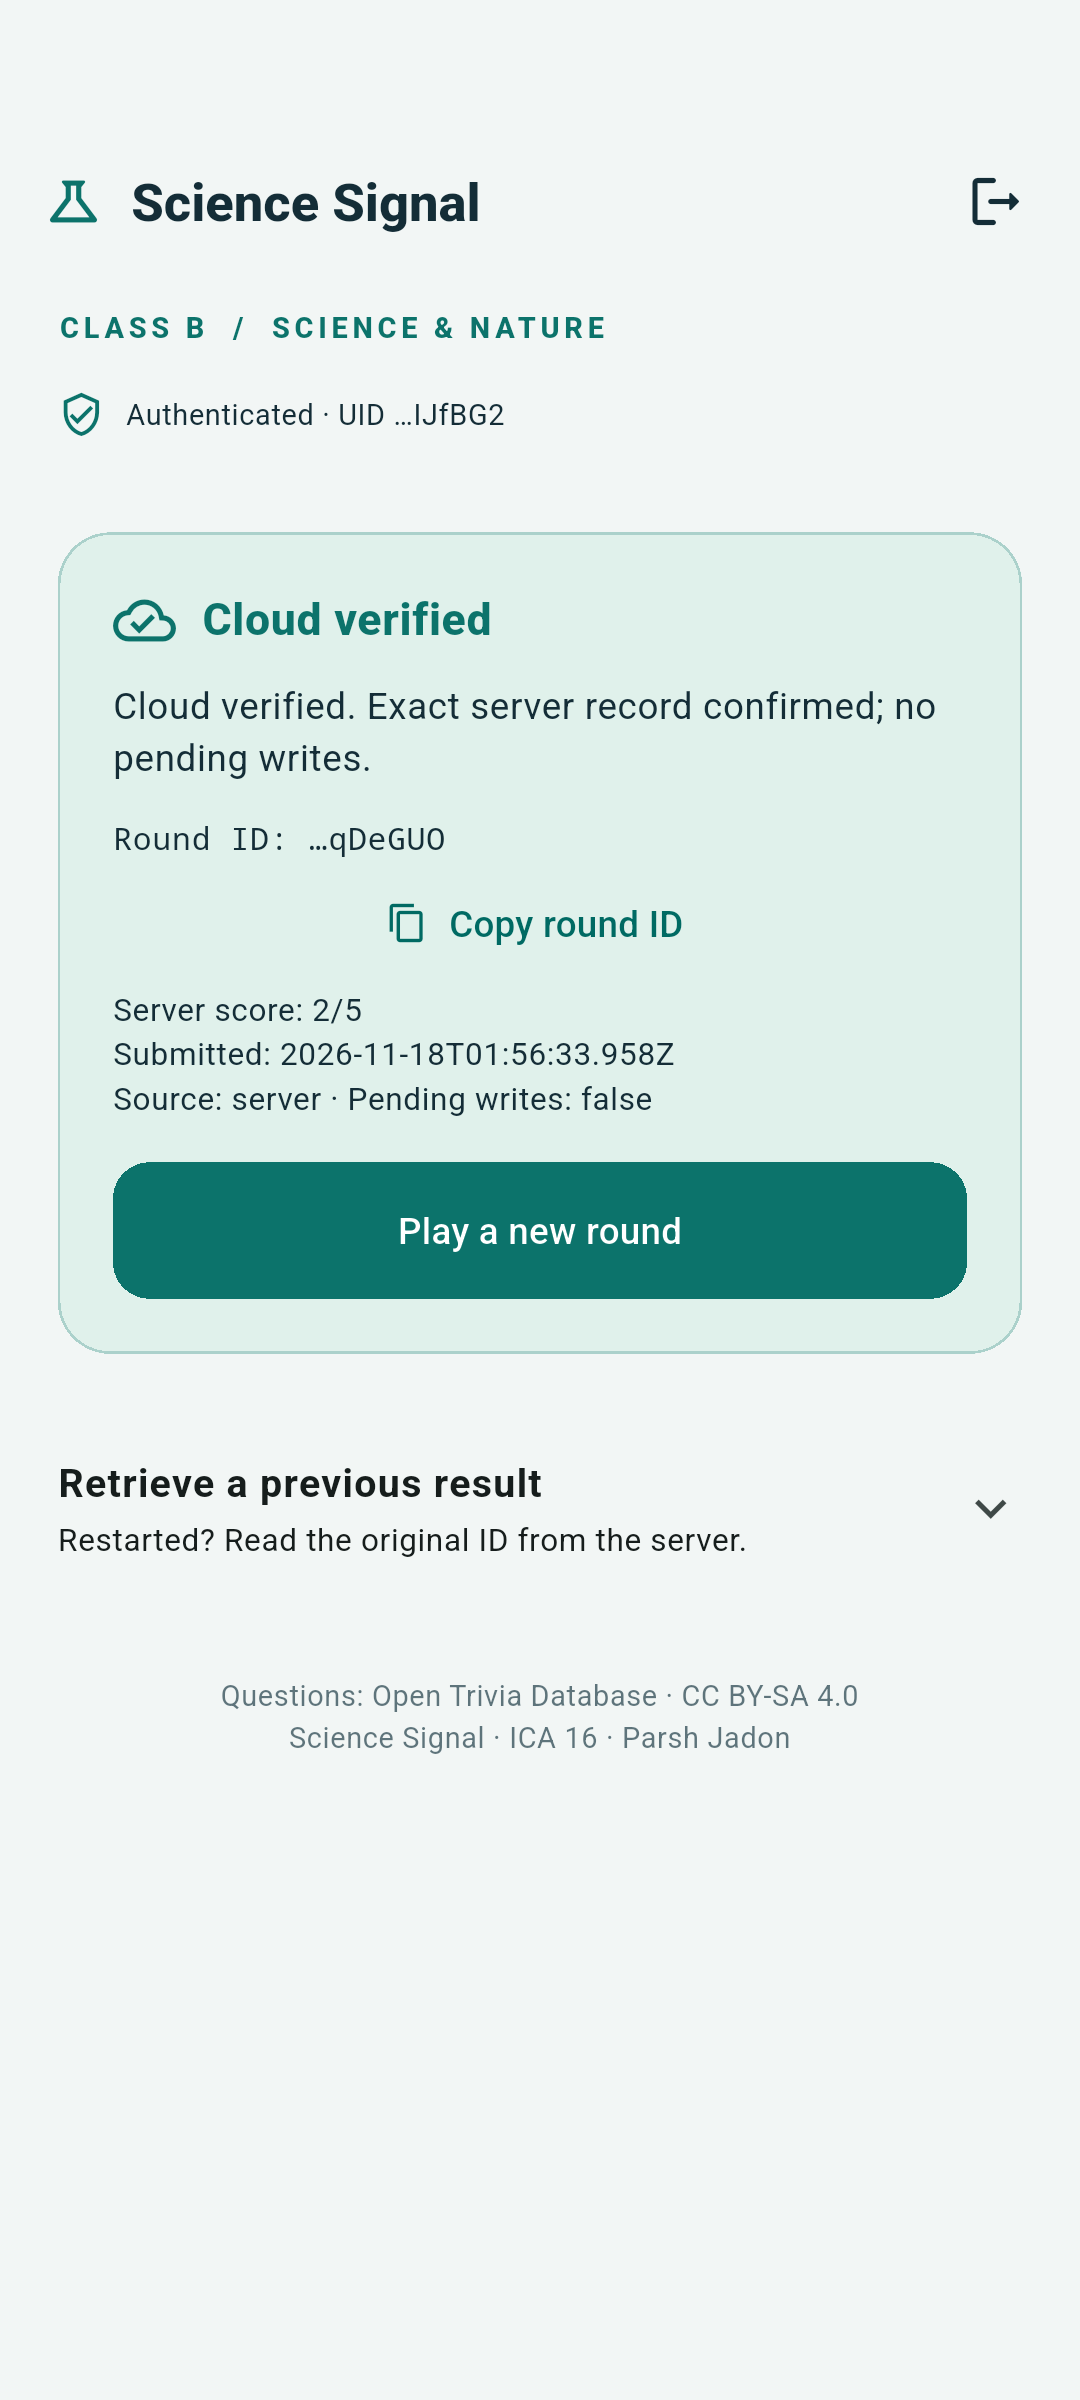 Science Signal
CLASS B / SCIENCE & NATURE
Authenticated · UID …IJfBG2
Cloud verified
Cloud verified. Exact server record confirmed; no
pending writes.
Round ID: …qDeGUO
Copy round ID
Server score: 2/5
Submitted: 2026-11-18T01:56:33.958Z
Source: server · Pending writes: false
Play a new round
Retrieve a previous result
Restarted? Read the original ID from the server.
Questions: Open Trivia Database · CC BY-SA 4.0
Science Signal · ICA 16 · Parsh Jadon